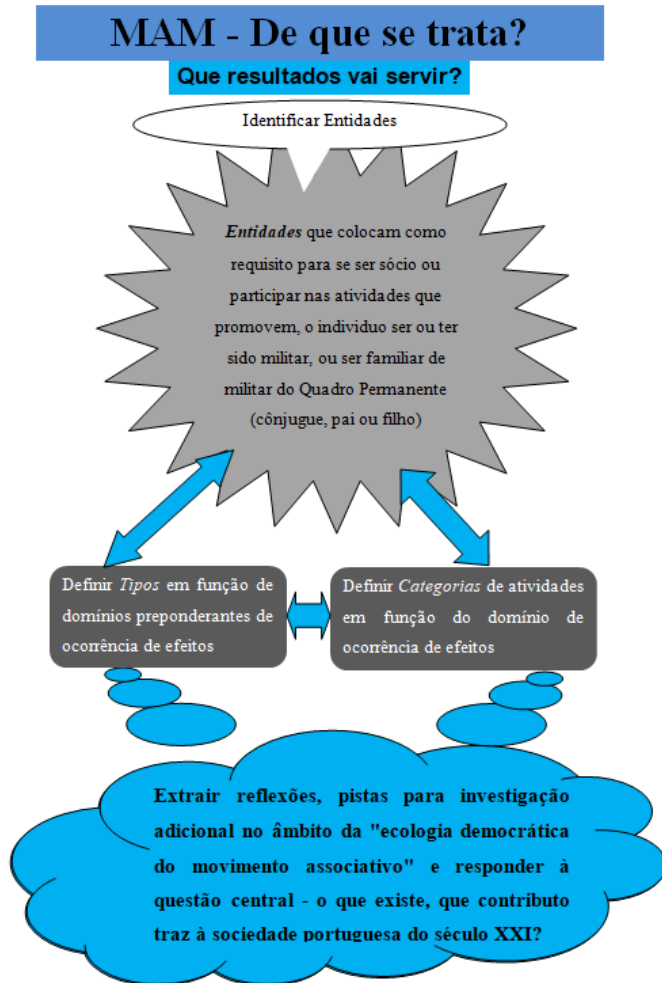 MAM - De que se trata?
Que resultados vai servir?
Identificar Entidades
Entidades que colocam como
requisito para se ser sócio ou
participar nas atividades que
promovem, o individuo ser ou ter
sido militar, ou ser familiar de
militar do Quadro Permanente
(cônjugue, pai ou filho)
Definir Tipos em função de
domínios preponderantes de
ocorrência de efeitos
Definir Categorias de atividades
em função do domínio de
ocorrência de efeitos
Extrair reflexões, pistas para investigação
adicional no âmbito da "ecologia democrática
do movimento associativo" e responder à
questão central - o que existe, que contributo
traz à sociedade portuguesa do século XXI?